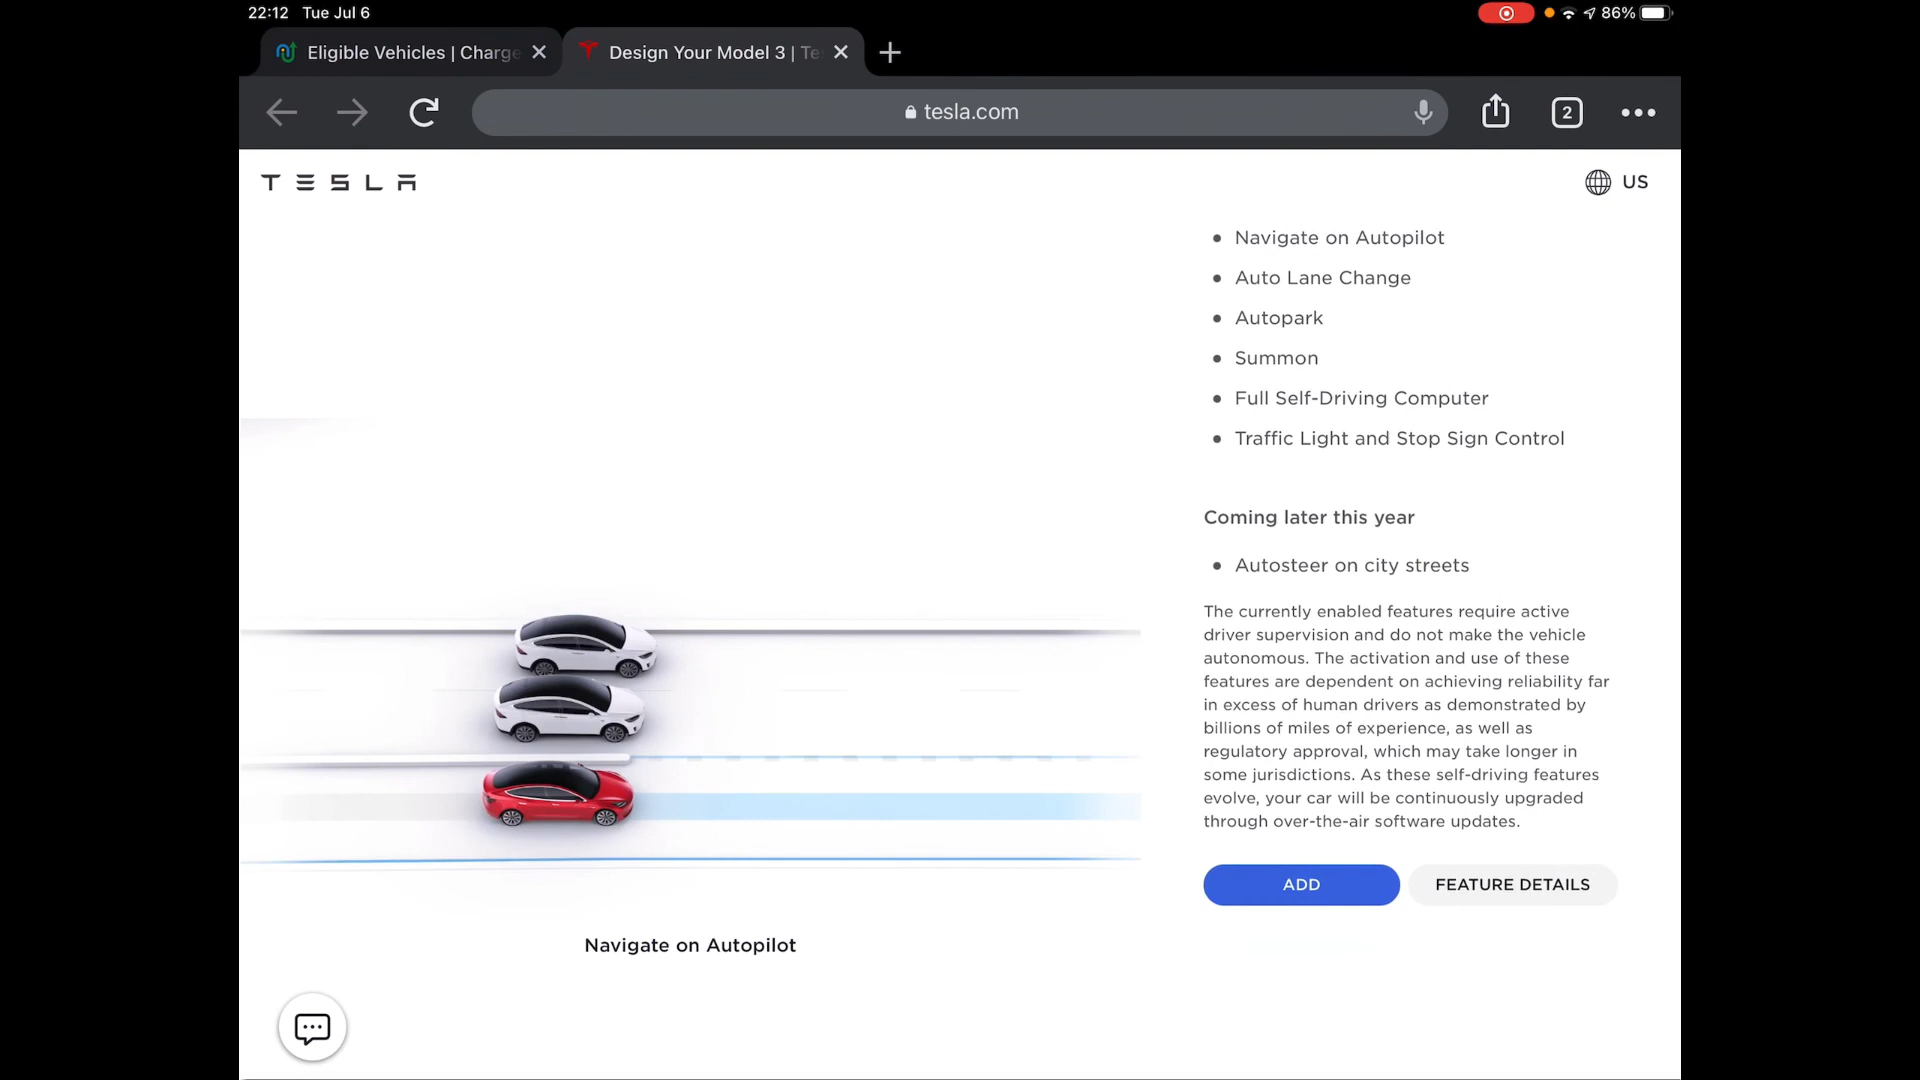 22:12 Tue Jul 6
86%
Eligible Vehicles | Charge
Design Your Model 3 | Te
tesla.com
2
TESLA
US
Navigate on Autopilot
Auto Lane Change
Autopark
Summon
Full Self-Driving Computer
Traffic Light and Stop Sign Control
Coming later this year
Autosteer on city streets
The currently enabled features require active
driver supervision and do not make the vehicle
autonomous. The activation and use of these
features are dependent on achieving reliability far
in excess of human drivers as demonstrated by
billions of miles of experience, as well as
regulatory approval, which may take longer in
some jurisdictions. As these self-driving features
evolve, your car will be continuously upgraded
through over-the-air software updates.
ADD
FEATURE DETAILS
Navigate on Autopilot